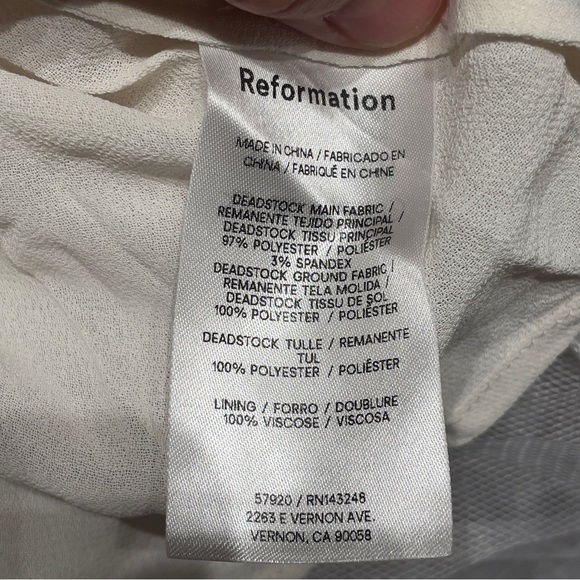 Reformation
MADE IN CHINA / FABRICADO EN
CHINA / FABRIQUÉ EN CHINE
DEADSTOCK MAIN FABRIC /
REMANENTE TEJIDO PRINCIPAL /
DEADSTOCK TISSU PRINCIPAL
97% POLYESTER / POLIÉSTER
3% SPANDEX
DEADSTOCK GROUND FABRIC /
REMANENTE TELA MOLIDA /
DEADSTOCK TISSU DE SOL
100% POLYESTER / POLIÉSTER
DEADSTOCK TULLE / REMANENTE
TUL
100% POLYESTER / POLIÉSTER
LINING / FORRO / DOUBLURE
100% VISCOSE / VISCOSA
57920 / RN143246
2263 E VERNON AVE.
VERNON, CA 90058